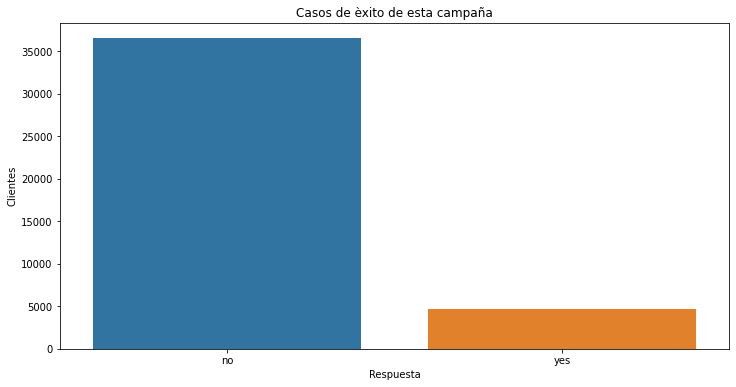 Casos de èxito de esta campaña
35000
30000
25000
20000
15000
10000
5000
0
Clientes
no
yes
Respuesta